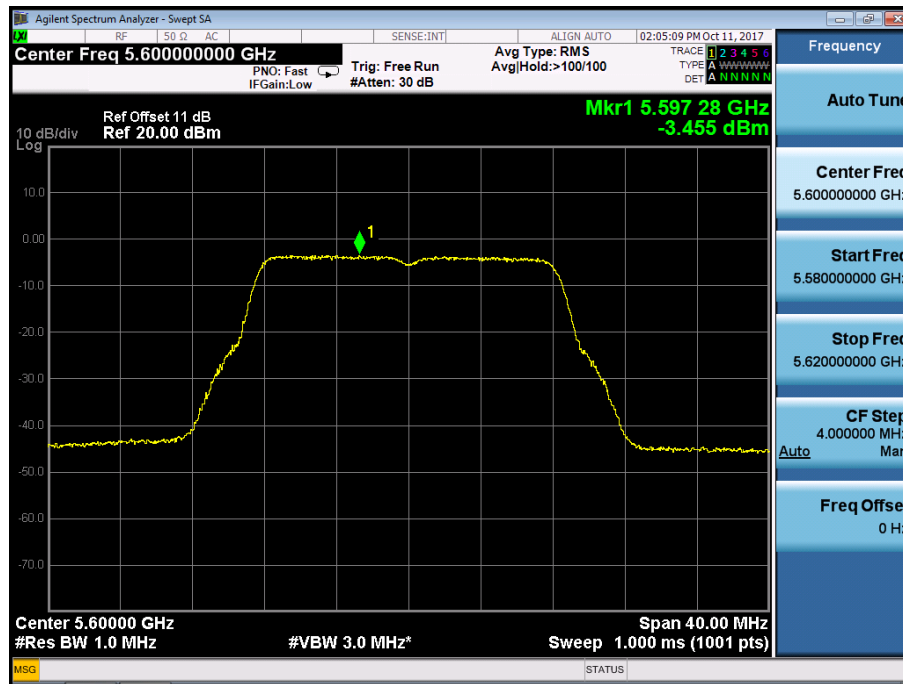 Agilent Spectrum Analyzer - Swept SA
LXI RF 50 Ω AC SENSE:INT ALIGN AUTO 02:05:09 PM Oct 11, 2017
Center Freq 5.600000000 GHz
PNO: Fast
IFGain:Low
Trig: Free Run
#Atten: 30 dB
Avg Type: RMS
Avg|Hold:>100/100
TRACE 1 2 3 4 5 6
TYPE A WWWWW
DET A N N N N N
Mkr1 5.597 28 GHz
-3.455 dBm
Ref Offset 11 dB
Ref 20.00 dBm
10 dB/div
Log
10.0
0.00
-10.0
-20.0
-30.0
-40.0
-50.0
-60.0
-70.0
1
Center 5.60000 GHz
Span 40.00 MHz
#Res BW 1.0 MHz
#VBW 3.0 MHz*
Sweep 1.000 ms (1001 pts)
MSG
STATUS
Frequency
Auto Tune
Center Freq
5.600000000 GHz
Start Freq
5.580000000 GHz
Stop Freq
5.620000000 GHz
CF Step
4.000000 MHz
Auto Man
Freq Offset
0 Hz